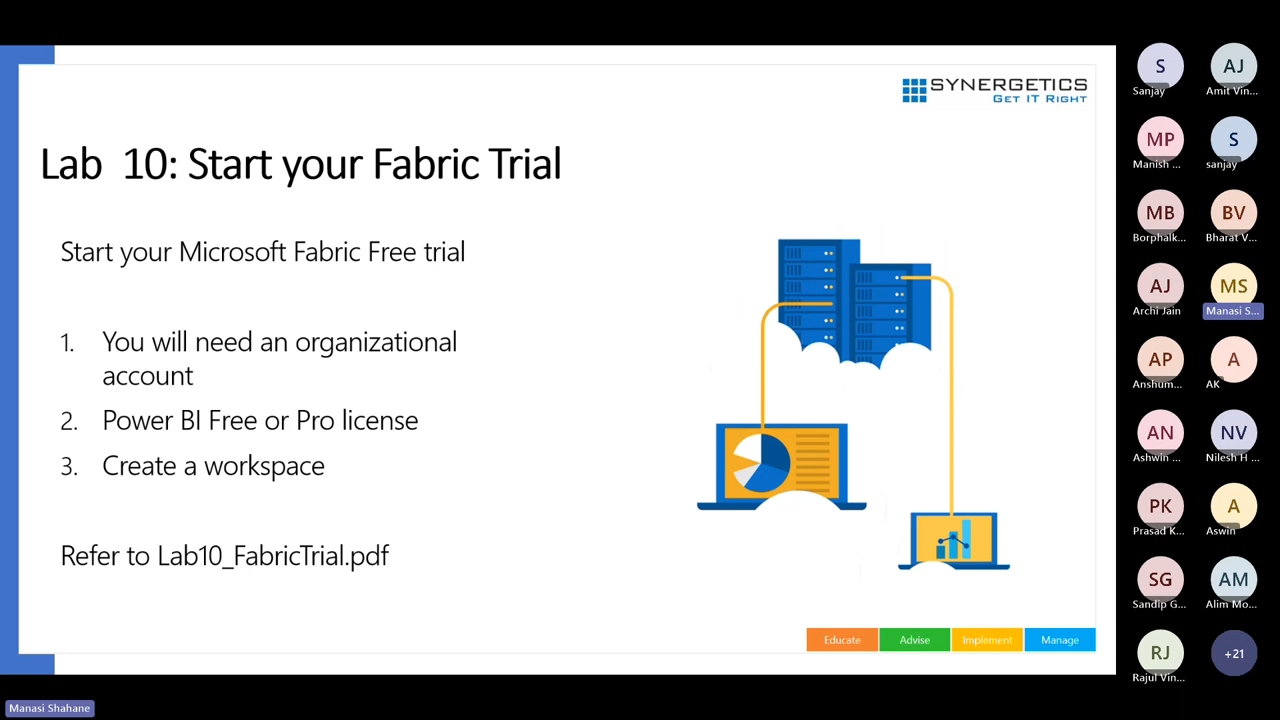 SYNERGETICS
GET IT RIGHT
Lab 10: Start your Fabric Trial
Start your Microsoft Fabric Free trial
1. You will need an organizational
account
2. Power BI Free or Pro license
3. Create a workspace
Refer to Lab10_FabricTrial.pdf
Educate Advise Implement Manage
S AJ
Sanjay Amit Vin...
MP S
Manish ... sanjay
MB BV
Borphalk... Bharat V...
AJ MS
Archi Jain Manasi S...
AP A
Anshum... AK
AN NV
Ashwin ... Nilesh H ...
PK A
Prasad K... Aswin
SG AM
Sandip G... Alim Mo...
RJ +21
Rajul Vin...
Manasi Shahane